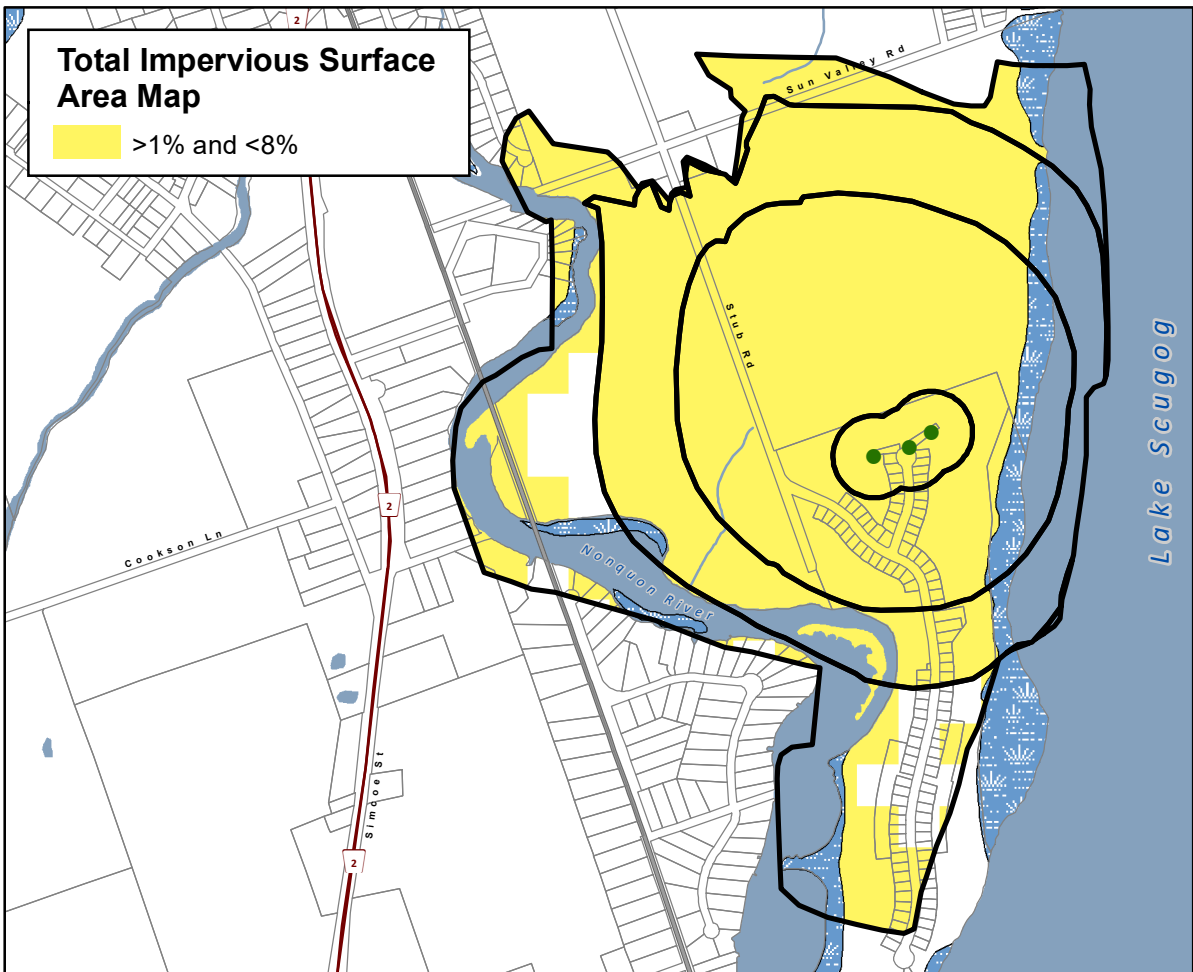 2
Total Impervious Surface
Area Map
>1% and <8%
Sun Valley Rd
Stub Rd
Lake Scugog
2
Cookson Ln
Nonquon River
Simcoe St
2